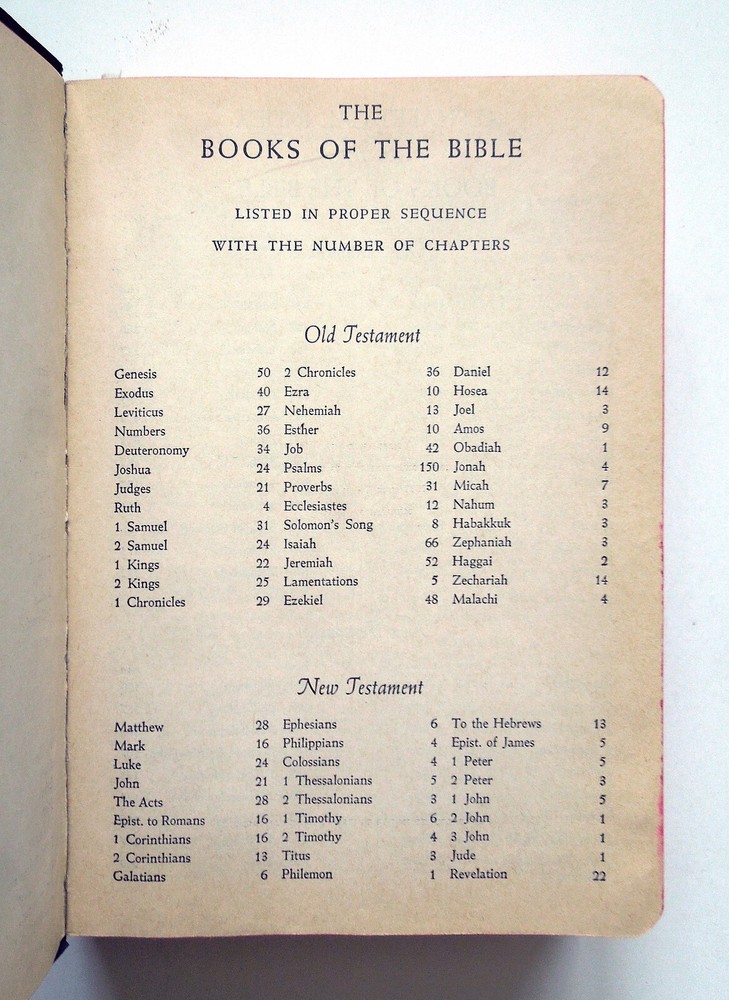 THE
BOOKS OF THE BIBLE
LISTED IN PROPER SEQUENCE
WITH THE NUMBER OF CHAPTERS
Old Testament
Genesis 50 2 Chronicles 36 Daniel 12
Exodus 40 Ezra 10 Hosea 14
Leviticus 27 Nehemiah 13 Joel 3
Numbers 36 Esther 10 Amos 9
Deuteronomy 34 Job 42 Obadiah 1
Joshua 24 Psalms 150 Jonah 4
Judges 21 Proverbs 31 Micah 7
Ruth 4 Ecclesiastes 12 Nahum 3
1 Samuel 31 Solomon's Song 8 Habakkuk 3
2 Samuel 24 Isaiah 66 Zephaniah 3
1 Kings 22 Jeremiah 52 Haggai 2
2 Kings 25 Lamentations 5 Zechariah 14
1 Chronicles 29 Ezekiel 48 Malachi 4
New Testament
Matthew 28 Ephesians 6 To the Hebrews 13
Mark 16 Philippians 4 Epist. of James 5
Luke 24 Colossians 4 1 Peter 5
John 21 1 Thessalonians 5 2 Peter 3
The Acts 28 2 Thessalonians 3 1 John 5
Epist. to Romans 16 1 Timothy 6 2 John 1
1 Corinthians 16 2 Timothy 4 3 John 1
2 Corinthians 13 Titus 3 Jude 1
Galatians 6 Philemon 1 Revelation 22